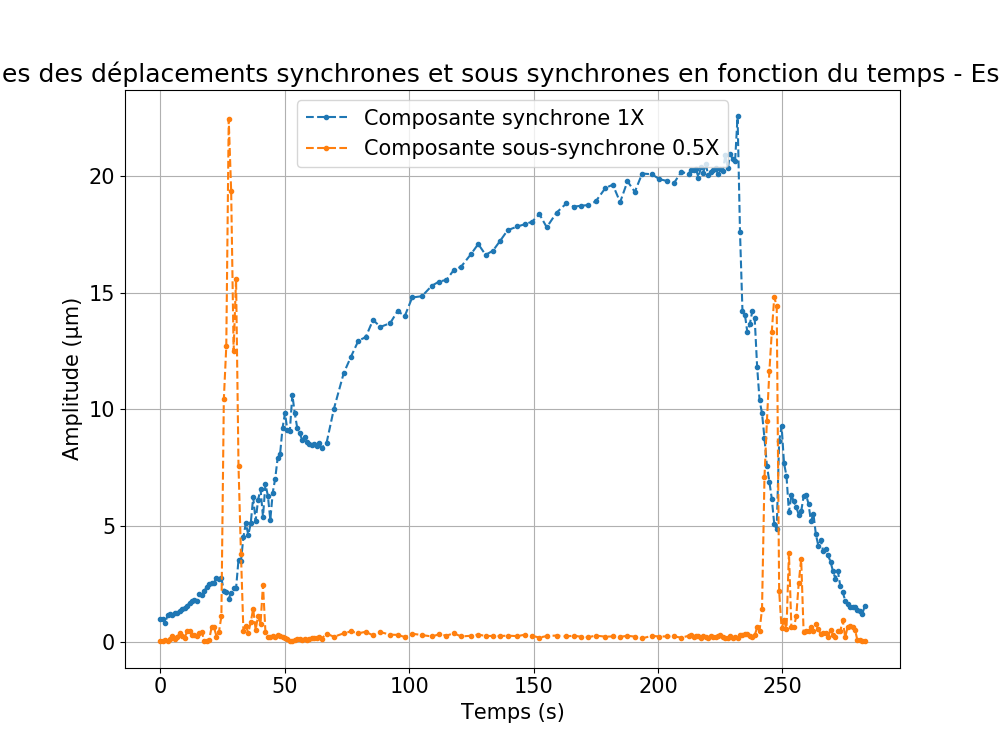 es des déplacements synchrones et sous synchrones en fonction du temps - Es
Composante synchrone 1X
Composante sous-synchrone 0.5X
Amplitude (µm)
20
15
10
5
0
0 50 100 150 200 250
Temps (s)